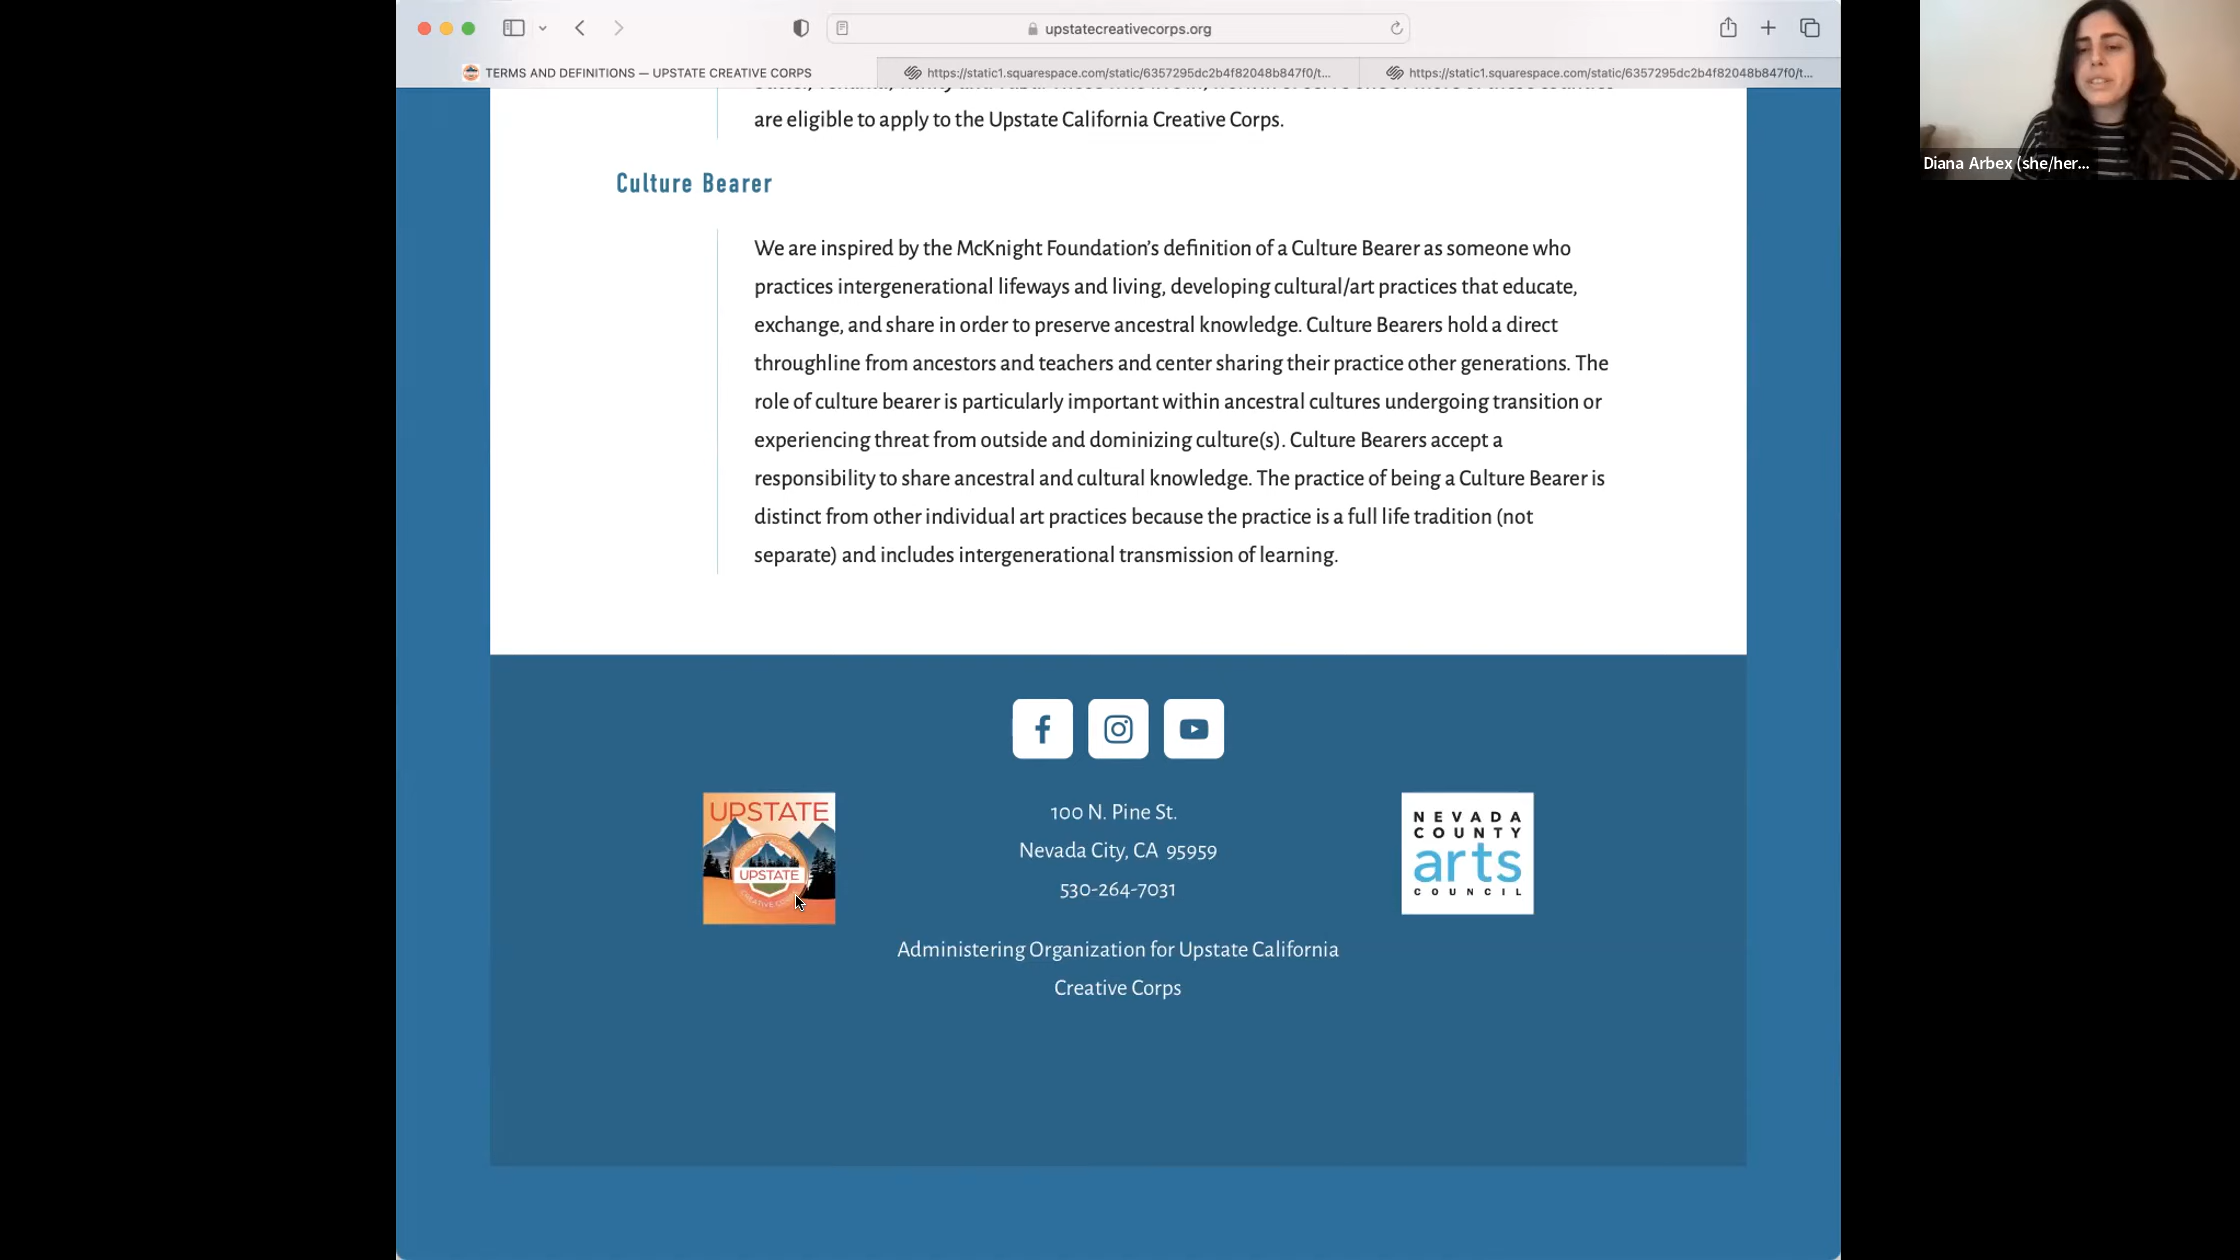 upstatecreativecorps.org
TERMS AND DEFINITIONS — UPSTATE CREATIVE CORPS
https://static1.squarespace.com/static/6357295dc2b4f82048b847f0/t...
https://static1.squarespace.com/static/6357295dc2b4f82048b847f0/t...
Diana Arbex (she/her...
are eligible to apply to the Upstate California Creative Corps.
Culture Bearer
We are inspired by the McKnight Foundation’s definition of a Culture Bearer as someone who
practices intergenerational lifeways and living, developing cultural/art practices that educate,
exchange, and share in order to preserve ancestral knowledge. Culture Bearers hold a direct
throughline from ancestors and teachers and center sharing their practice other generations. The
role of culture bearer is particularly important within ancestral cultures undergoing transition or
experiencing threat from outside and dominizing culture(s). Culture Bearers accept a
responsibility to share ancestral and cultural knowledge. The practice of being a Culture Bearer is
distinct from other individual art practices because the practice is a full life tradition (not
separate) and includes intergenerational transmission of learning.
UPSTATE
UPSTATE
100 N. Pine St.
Nevada City, CA 95959
530-264-7031
Administering Organization for Upstate California
Creative Corps
NEVADA
COUNTY
arts
COUNCIL